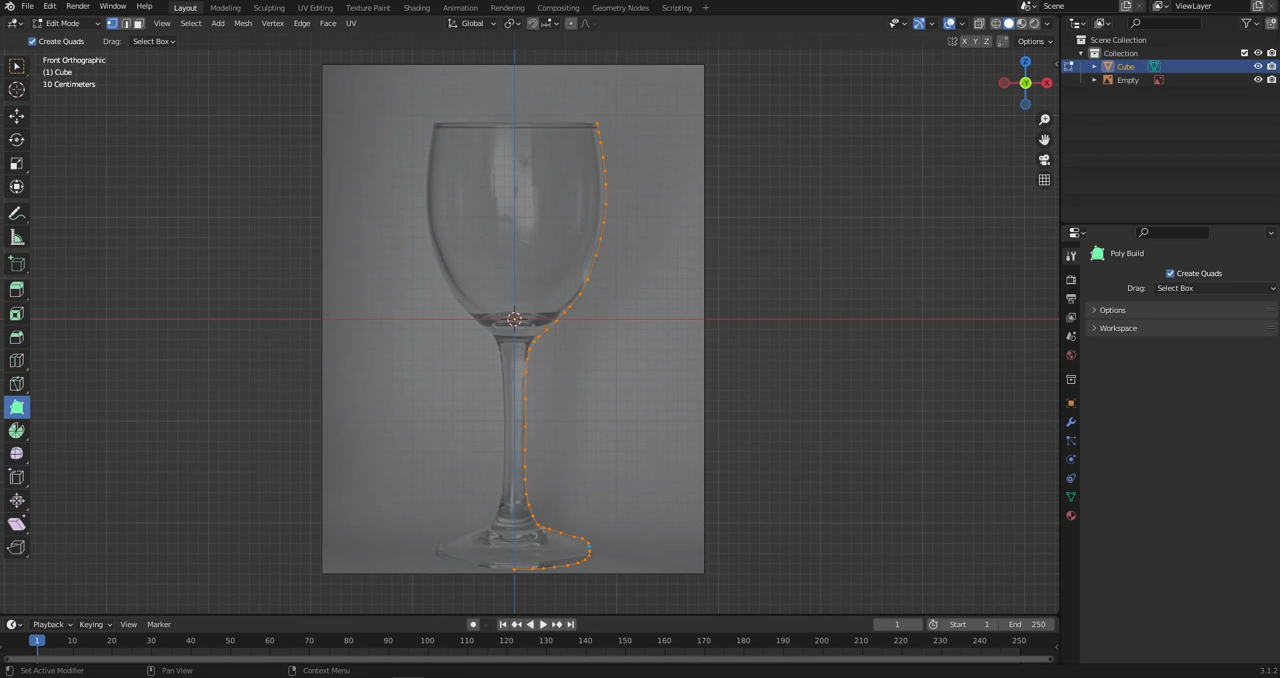 File Edit Render Window Help Layout Sculpting UV Editing Texture Paint Shading Animation Rendering Compositing Geometry Nodes Scripting + Scene ViewLayer
Edit Mode View Select Add Mesh Vertex Edge Face UV Global
Create Quads Drag: Select Box X Y Z Options
Front Orthographic
(1) Cube
10 Centimeters
Z
Y
X
Scene Collection
Collection
Cube
Empty
Poly Build
Create Quads
Drag: Select Box
Options
Workspace
Playback Keying View Marker 1 Start 1 End 250
1 10 20 30 40 50 60 70 80 90 100 110 120 130 140 150 160 170 180 190 200 210 220 230 240 250
Set Active Modifier Pan View Context Menu 3.1.2